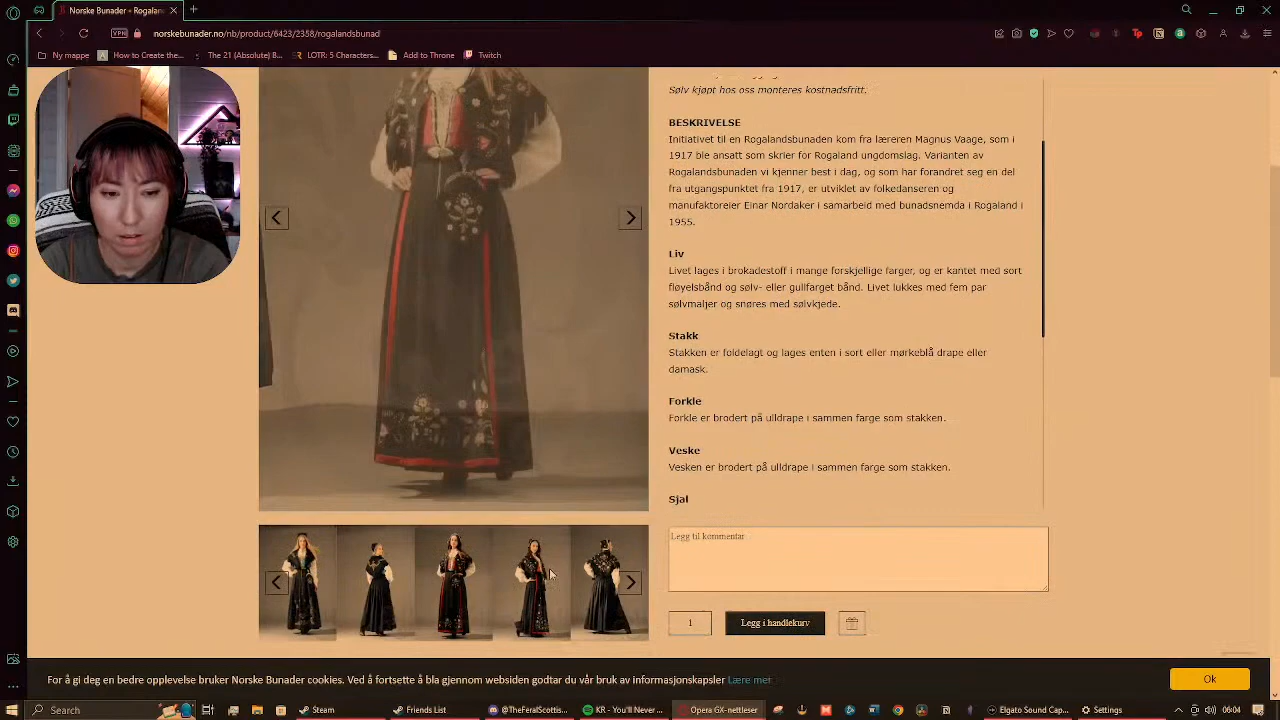 Norske Bunader • Rogalan
VPN
norskebunader.no/nb/product/6423/2358/rogalandsbunad
Ny mappe
How to Create the...
The 21 (Absolute) B...
LOTR: 5 Characters...
Add to Throne
Twitch
Sølv kjøpt hos oss monteres kostnadsfritt.
BESKRIVELSE
Initiativet til en Rogalandsbunaden kom fra læreren Magnus Vaage, som i
1917 ble ansatt som skrier for Rogaland ungdomslag. Varianten av
Rogalandsbunaden vi kjenner best i dag, og som har forandret seg en del
fra utgangspunktet fra 1917, er utviklet av folkedanseren og
manufaktøreier Einar Nordaker i samarbeid med bunadsnemda i Rogaland i
1955.
Liv
Livet lages i brokadestoff i mange forskjellige farger, og er kantet med sort
fløyelsbånd og sølv- eller gullfarget bånd. Livet lukkes med fem par
sølvmaljer og snøres med sølvkjede.
Stakk
Stakken er foldelagt og lages enten i sort eller mørkeblå drape eller
damask.
Forkle
Forkle er brodert på ulldrape i sammen farge som stakken.
Veske
Vesken er brodert på ulldrape i sammen farge som stakken.
Sjal
Legg til kommentar
1
Legg i handlekurv
For å gi deg en bedre opplevelse bruker Norske Bunader cookies. Ved å fortsette å bla gjennom websiden godtar du vår bruk av informasjonskapsler Lære mer
Ok
Search
Steam
Friends List
@TheFeralScottis...
KR - You'll Never ...
Opera GX-nettleser
Elgato Sound Cap...
Settings
06:04